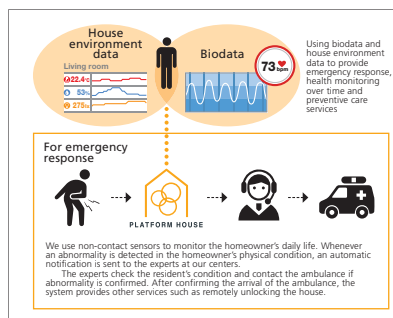 House
environment
data
Living room
22.4℃
53%
275lx
Biodata
73
bpm
Using biodata and
house environment
data to provide
emergency response,
health monitoring
over time and
preventive care
services
For emergency
response
PLATFORM HOUSE
We use non-contact sensors to monitor the homeowner's daily life. Whenever
an abnormality is detected in the homeowner's physical condition, an automatic
notification is sent to the experts at our centers.
The experts check the resident's condition and contact the ambulance if
abnormality is confirmed. After confirming the arrival of the ambulance, the
system provides other services such as remotely unlocking the house.